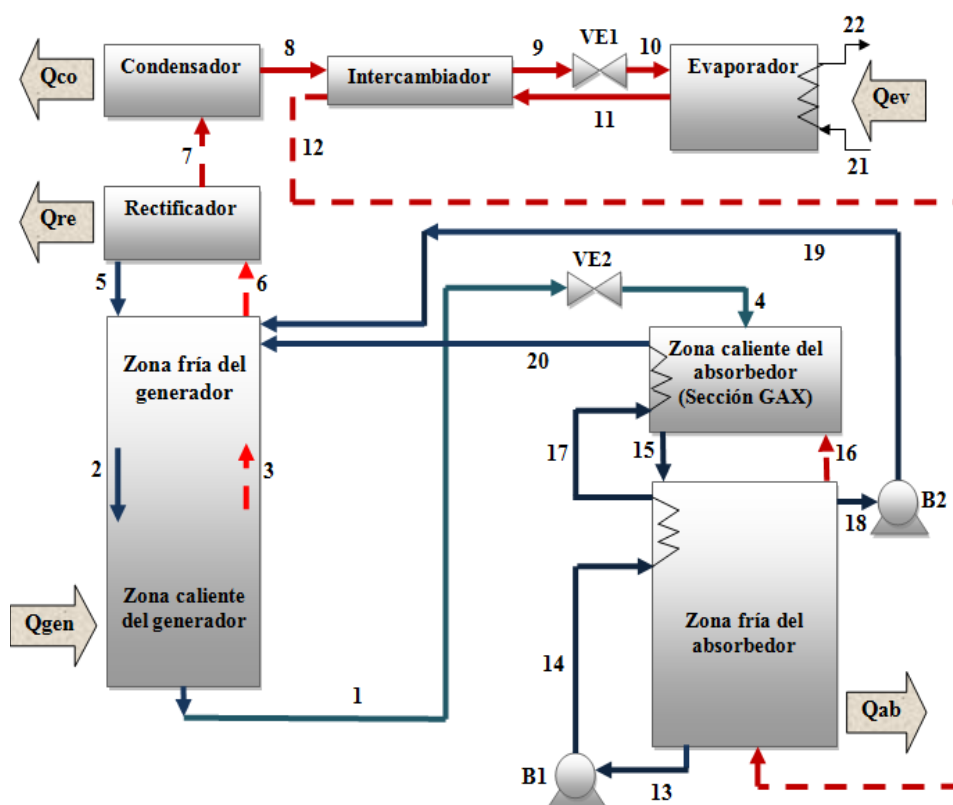 22
8
9
VE1
10
Qco
Condensador
Intercambiador
Evaporador
Qev
11
12
21
7
Qre
Rectificador
19
VE2
5
6
4
Zona fría del
generador
20
Zona caliente del
absorbedor
(Sección GAX)
2
3
17
15
16
B2
18
Zona caliente
del generador
Qgen
Zona fría del
absorbedor
14
1
Qab
B1
13